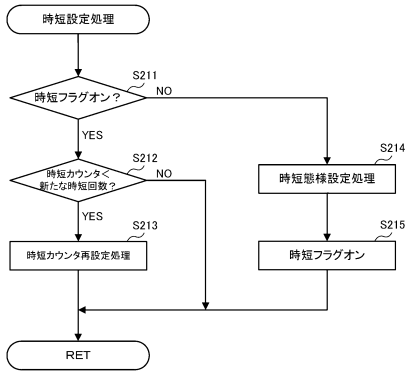 時短設定処理
S211
時短フラグオン？
NO
YES
S212
時短カウンタ<
新たな時短回数？
NO
YES
S213
時短カウンタ再設定処理
S214
時短態様設定処理
S215
時短フラグオン
RET